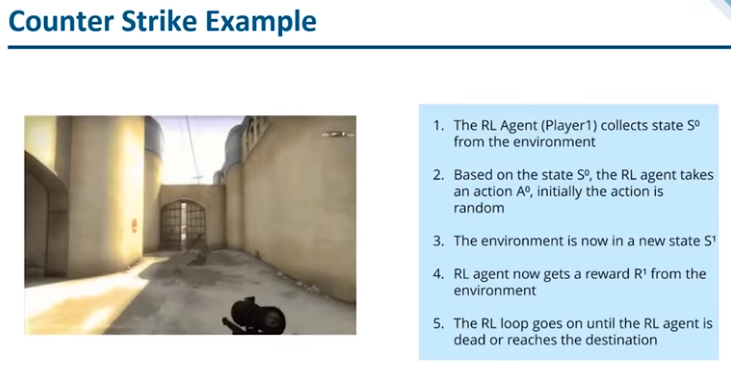 Counter Strike Example
1. The RL Agent (Player1) collects state S⁰
from the environment
2. Based on the state S⁰, the RL agent takes
an action A⁰, initially the action is
random
3. The environment is now in a new state S¹
4. RL agent now gets a reward R¹ from the
environment
5. The RL loop goes on until the RL agent is
dead or reaches the destination